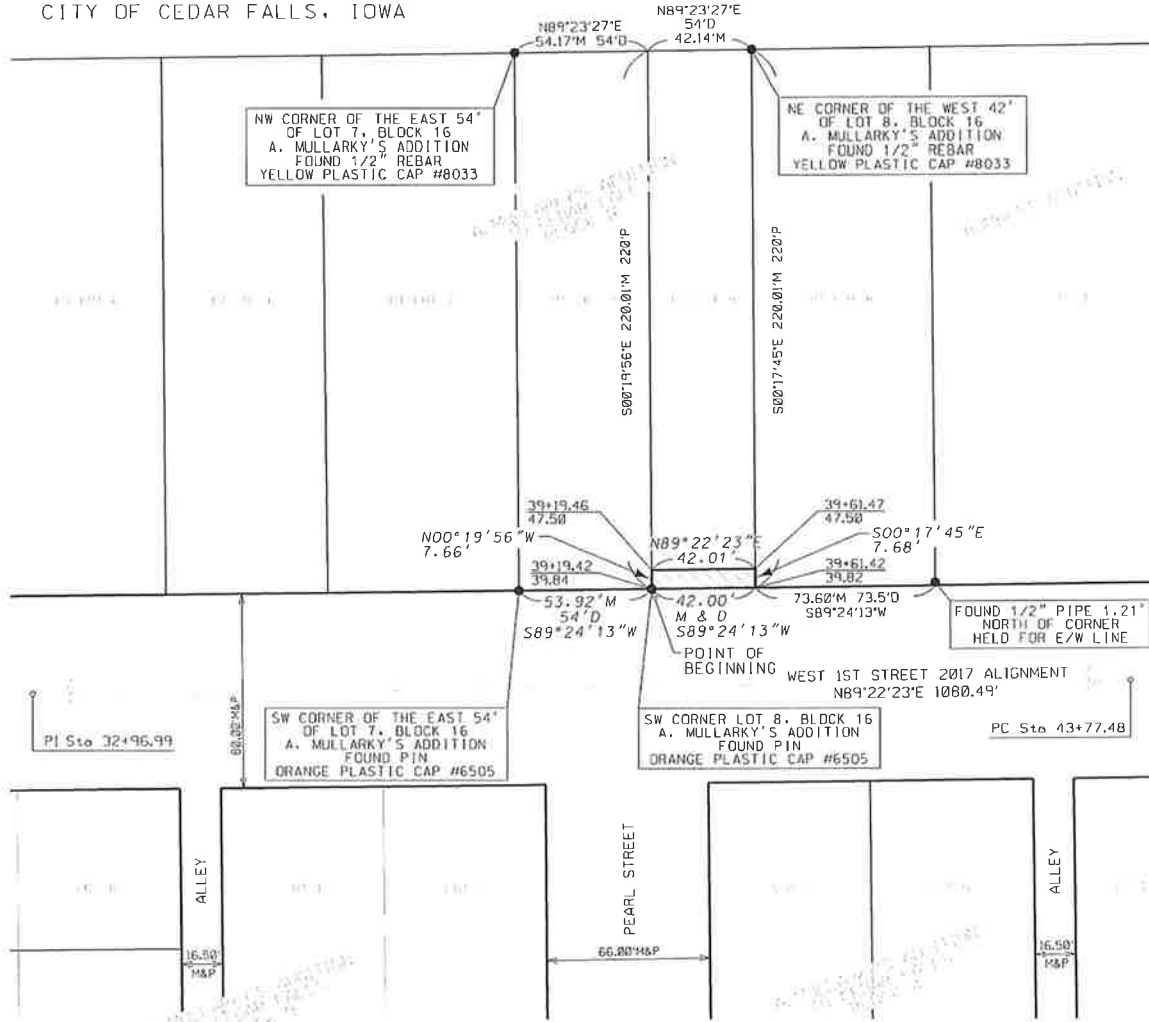 CITY OF CEDAR FALLS, IOWA
N89°23'27"E
54.17'M 54'D
N89°23'27"E
54'D
42.14'M
NW CORNER OF THE EAST 54'
OF LOT 7, BLOCK 16
A. MULLARKY'S ADDITION
FOUND 1/2" REBAR
YELLOW PLASTIC CAP #8033
NE CORNER OF THE WEST 42'
OF LOT 8, BLOCK 16
A. MULLARKY'S ADDITION
FOUND 1/2" REBAR
YELLOW PLASTIC CAP #8033
S00°19'56"E 220.01'M 220'P
S00°17'45"E 220.01'M 220'P
39+19.46
47.50
N00°19'56"W
7.66'
39+19.42
39.84
N89°22'23"E
42.01'
39+61.47
47.50
S00°17'45"E
7.68'
39+61.42
39.82
53.92'M
54'D
S89°24'13"W
42.00'
M & D
S89°24'13"W
73.60'M 73.5'D
S89°24'13"W
FOUND 1/2" PIPE 1.21'
NORTH OF CORNER
HELD FOR E/W LINE
POINT OF
BEGINNING
WEST 1ST STREET 2017 ALIGNMENT
N89°22'23"E 1080.49'
PI Sta 32+96.99
80.00'M&P
SW CORNER OF THE EAST 54'
OF LOT 7, BLOCK 16
A. MULLARKY'S ADDITION
FOUND PIN
ORANGE PLASTIC CAP #6505
SW CORNER LOT 8, BLOCK 16
A. MULLARKY'S ADDITION
FOUND PIN
ORANGE PLASTIC CAP #6505
PC Sta 43+77.48
ALLEY
16.50'
M&P
PEARL STREET
66.00'M&P
ALLEY
16.50'
M&P